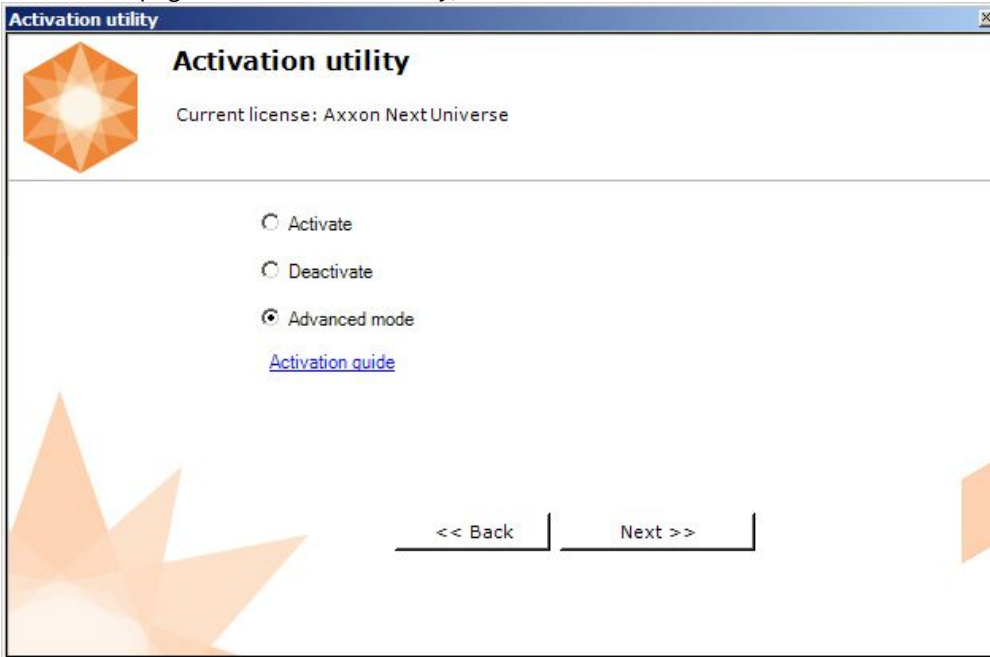 Activation utility
Activation utility
Current license: Axxon Next Universe
Activate
Deactivate
Advanced mode
Activation guide
<< Back
Next >>